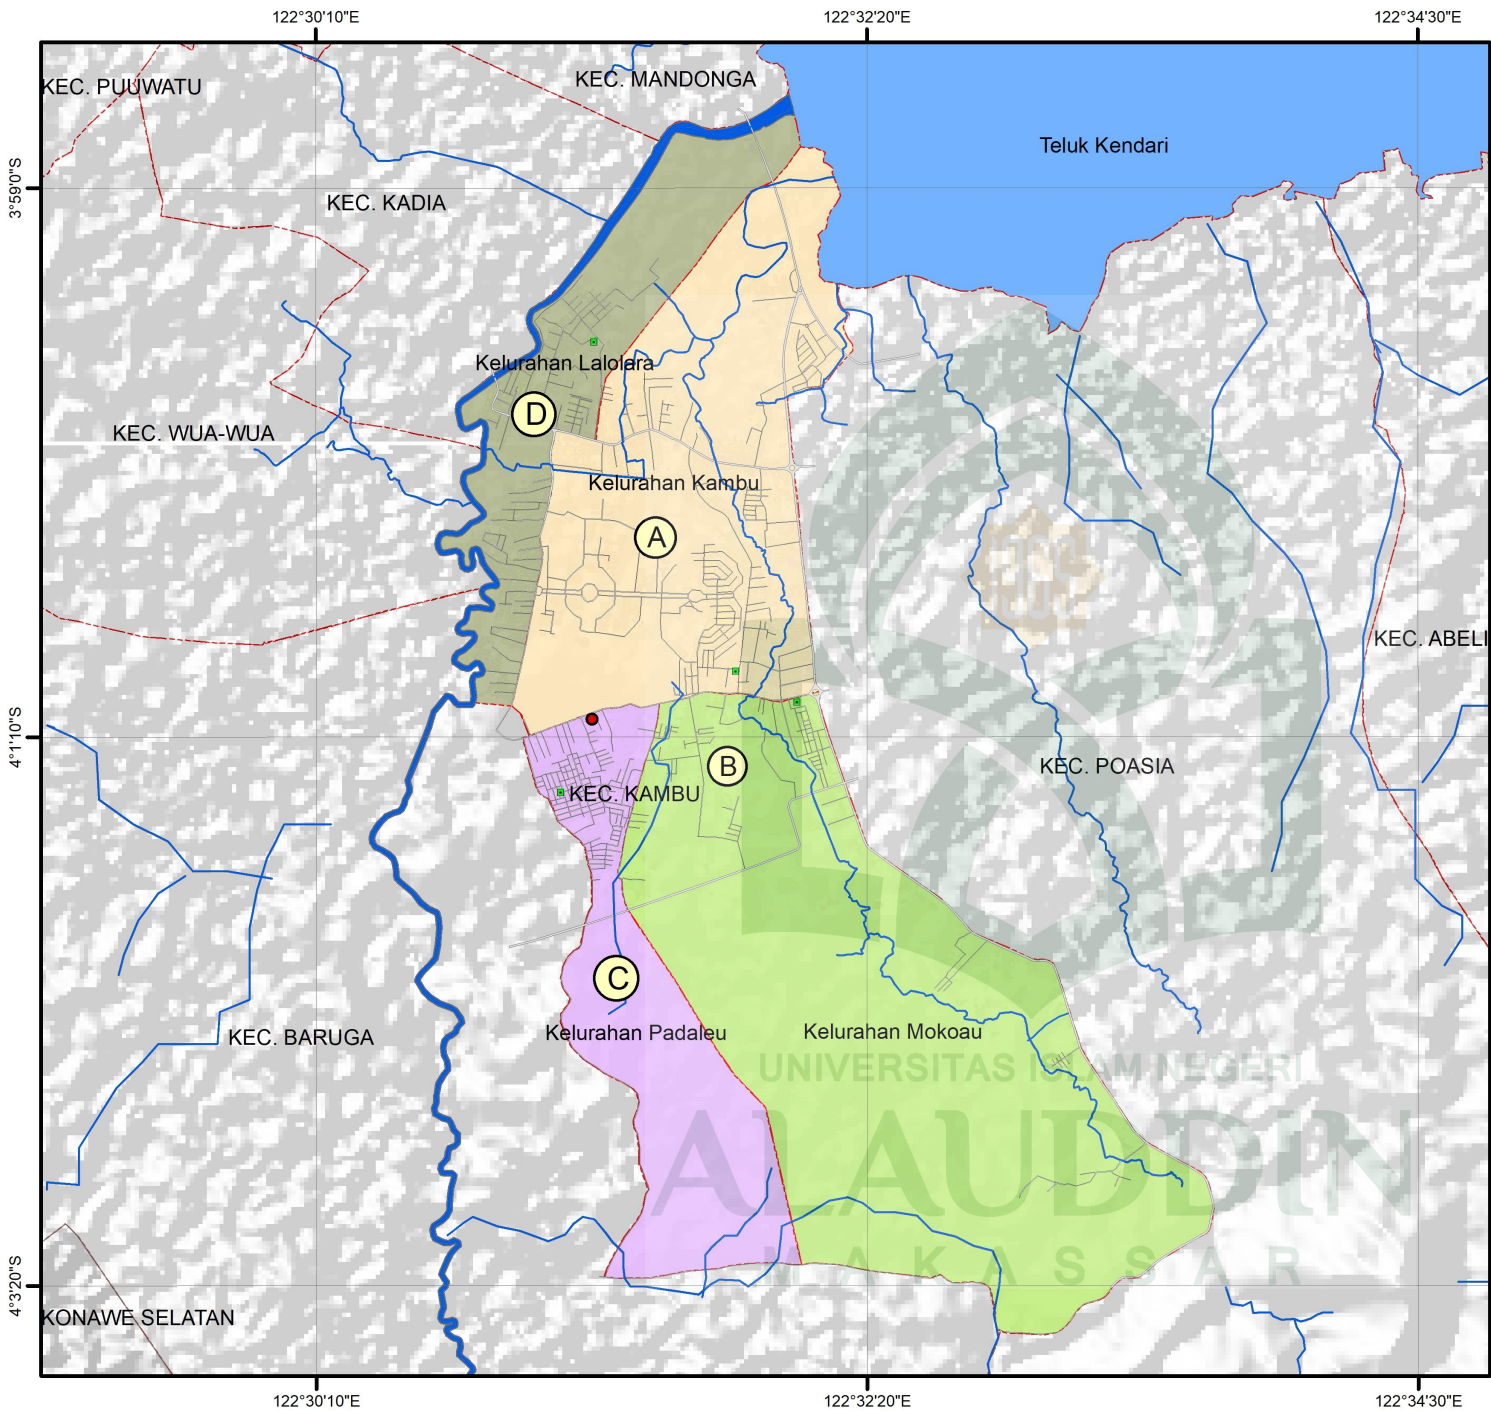 122°30'10"E
122°32'20"E
122°34'30"E
KEC. MANDONGA
KEC. PUUWATU
Teluk Kendari
3°59'0"S
KEC. KADIA
Kelurahan Lalolara
D
KEC. WUA-WUA
Kelurahan Kambu
A
KEC. ABELI
4°1'10"S
B
KEC. POASIA
KEC. KAMBU
C
Kelurahan Padaleu
Kelurahan Mokoau
KEC. BARUGA
UNIVERSITAS ISLAM NEGERI
ALAUDDIN
MAKASSAR
4°3'20"S
KONAWE SELATAN
122°30'10"E
122°32'20"E
122°34'30"E